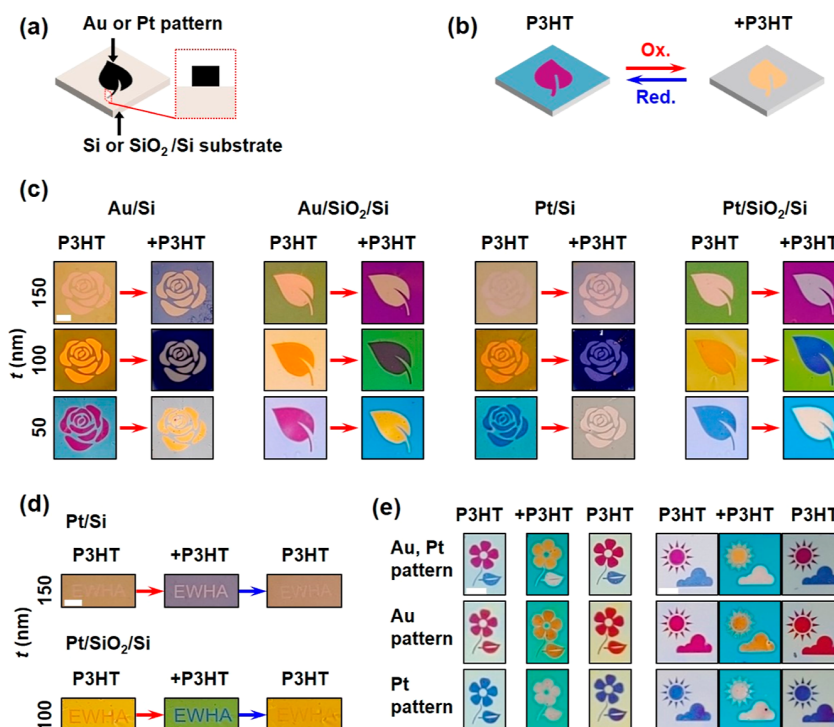 (a)
Au or Pt pattern
Si or SiO₂/Si substrate
(b)
P3HT
+P3HT
Ox.
Red.
(c)
Au/Si
Au/SiO₂/Si
Pt/Si
Pt/SiO₂/Si
P3HT +P3HT P3HT +P3HT P3HT +P3HT P3HT +P3HT
t (nm)
150
100
50
(d)
Pt/Si
P3HT +P3HT P3HT
t (nm)
150
EWHA EWHA
Pt/SiO₂/Si
P3HT +P3HT P3HT
100
EWHA EWHA EWHA
(e)
P3HT +P3HT P3HT P3HT +P3HT P3HT
Au, Pt
pattern
Au
pattern
Pt
pattern